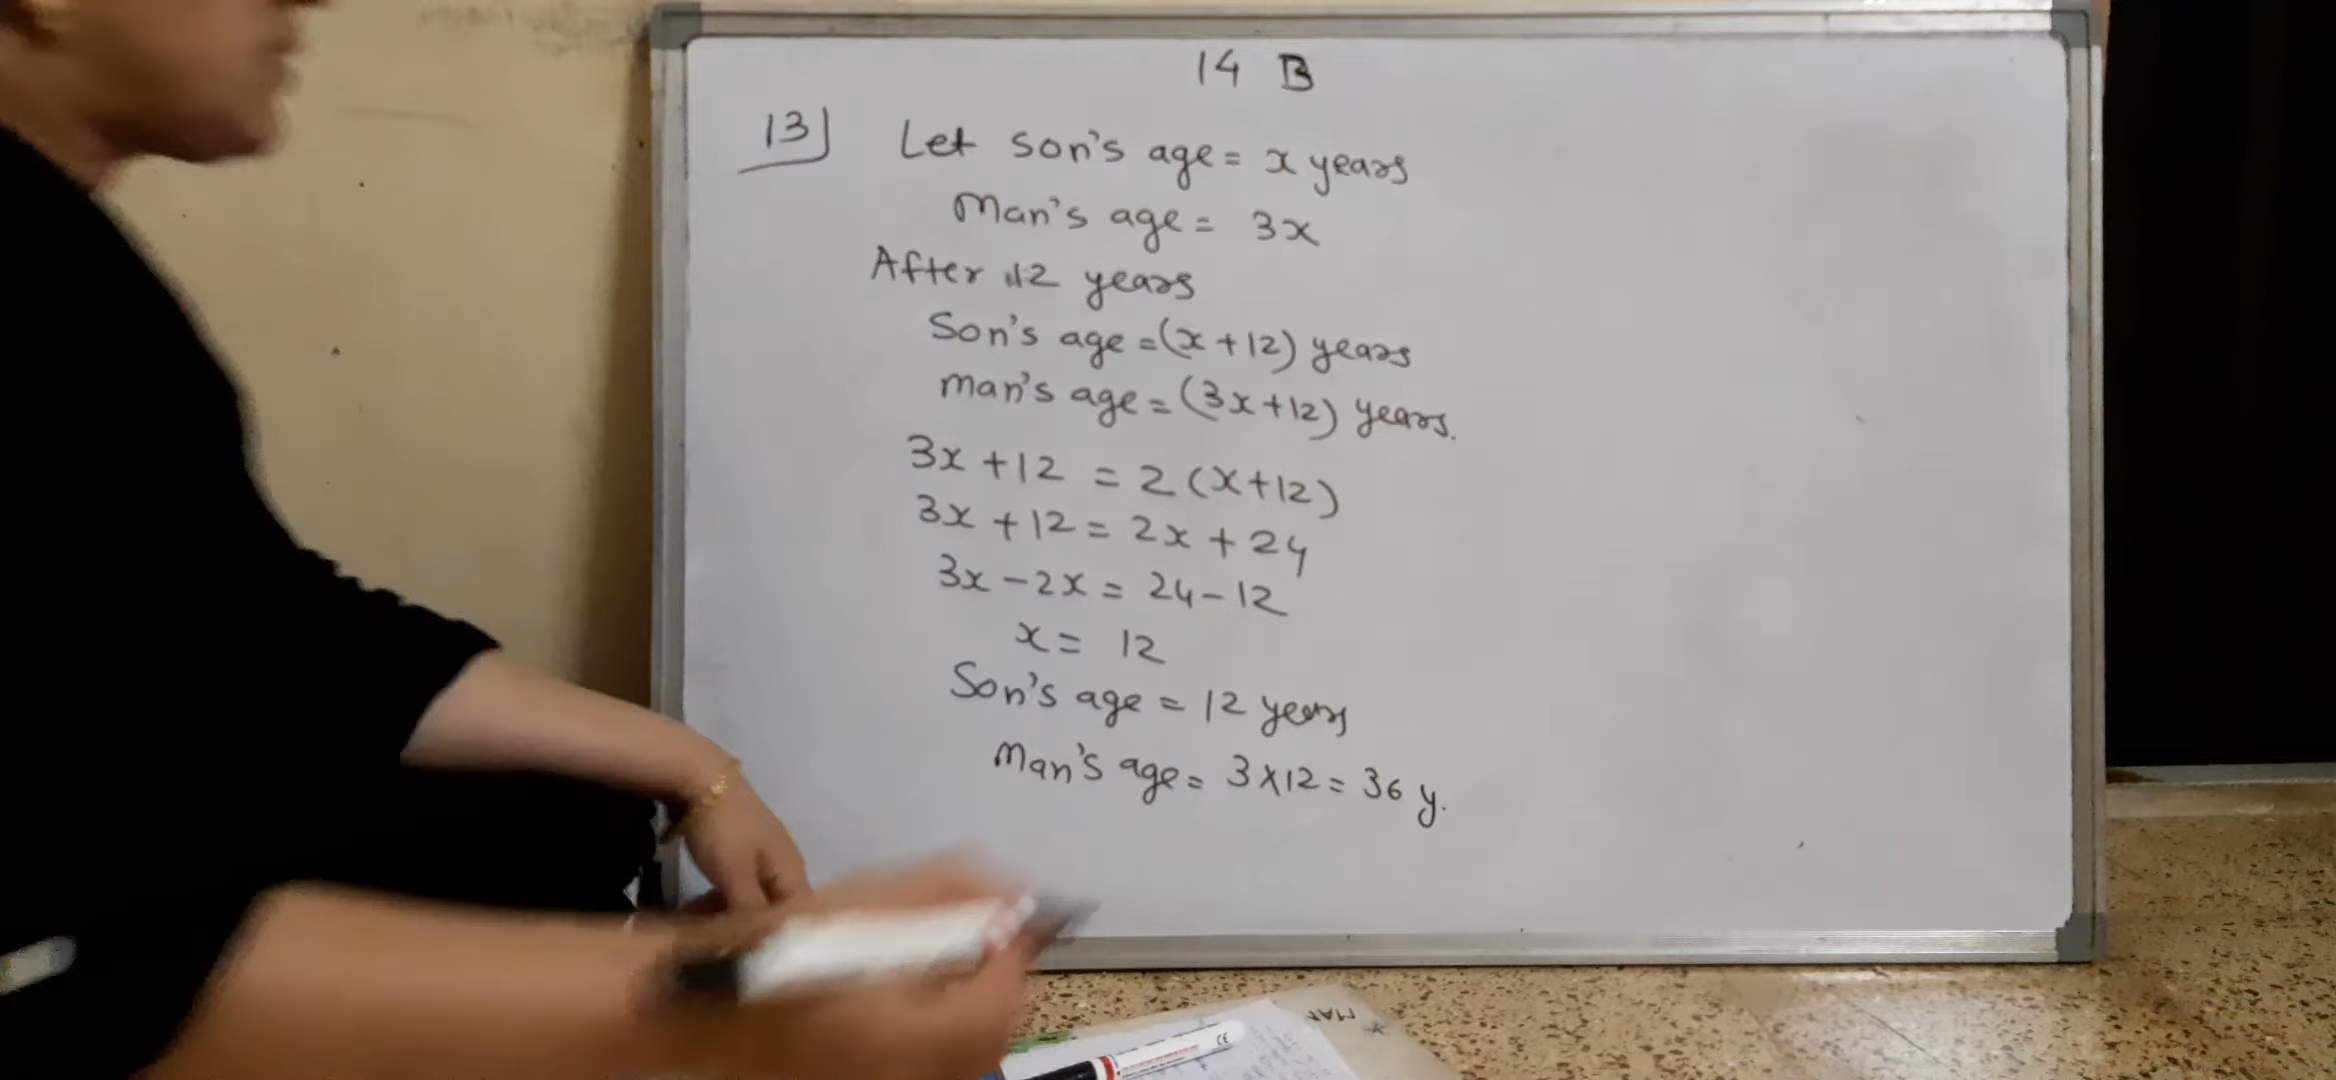 14 B
13) Let son's age = x years
Man's age = 3x
After 12 years
Son's age = (x + 12) years
man's age = (3x + 12) years.
3x + 12 = 2 (x + 12)
3x + 12 = 2x + 24
3x - 2x = 24 - 12
x = 12
Son's age = 12 years
Man's age = 3 x 12 = 36 y.
CE